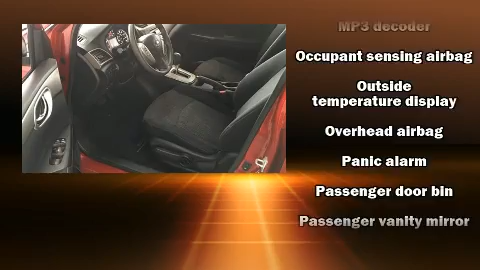 MP3 decoder
Occupant sensing airbag
Outside
temperature display
Overhead airbag
Panic alarm
Passenger door bin
Passenger vanity mirror